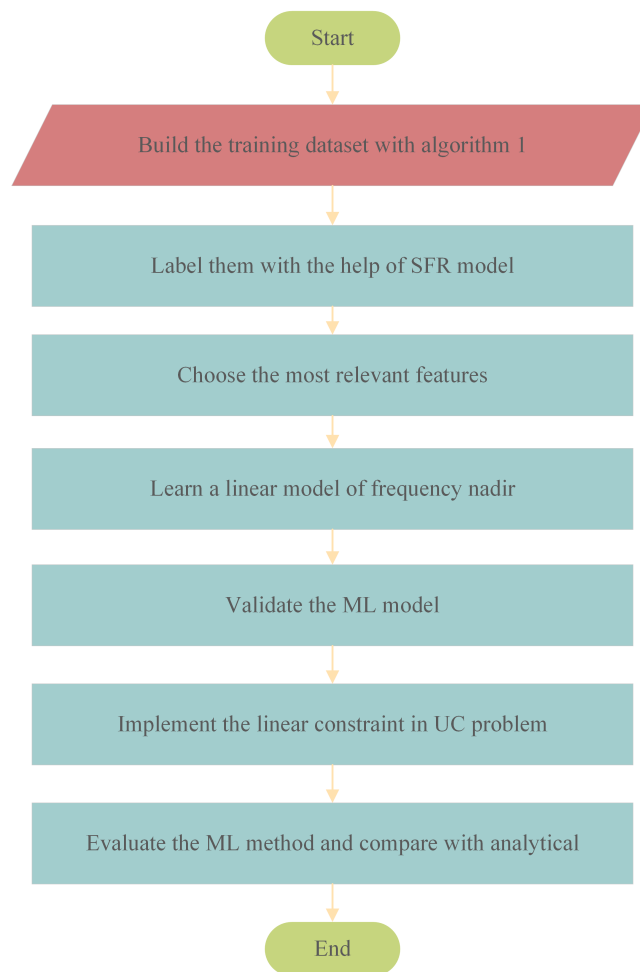 Start
Build the training dataset with algorithm 1
Label them with the help of SFR model
Choose the most relevant features
Learn a linear model of frequency nadir
Validate the ML model
Implement the linear constraint in UC problem
Evaluate the ML method and compare with analytical
End